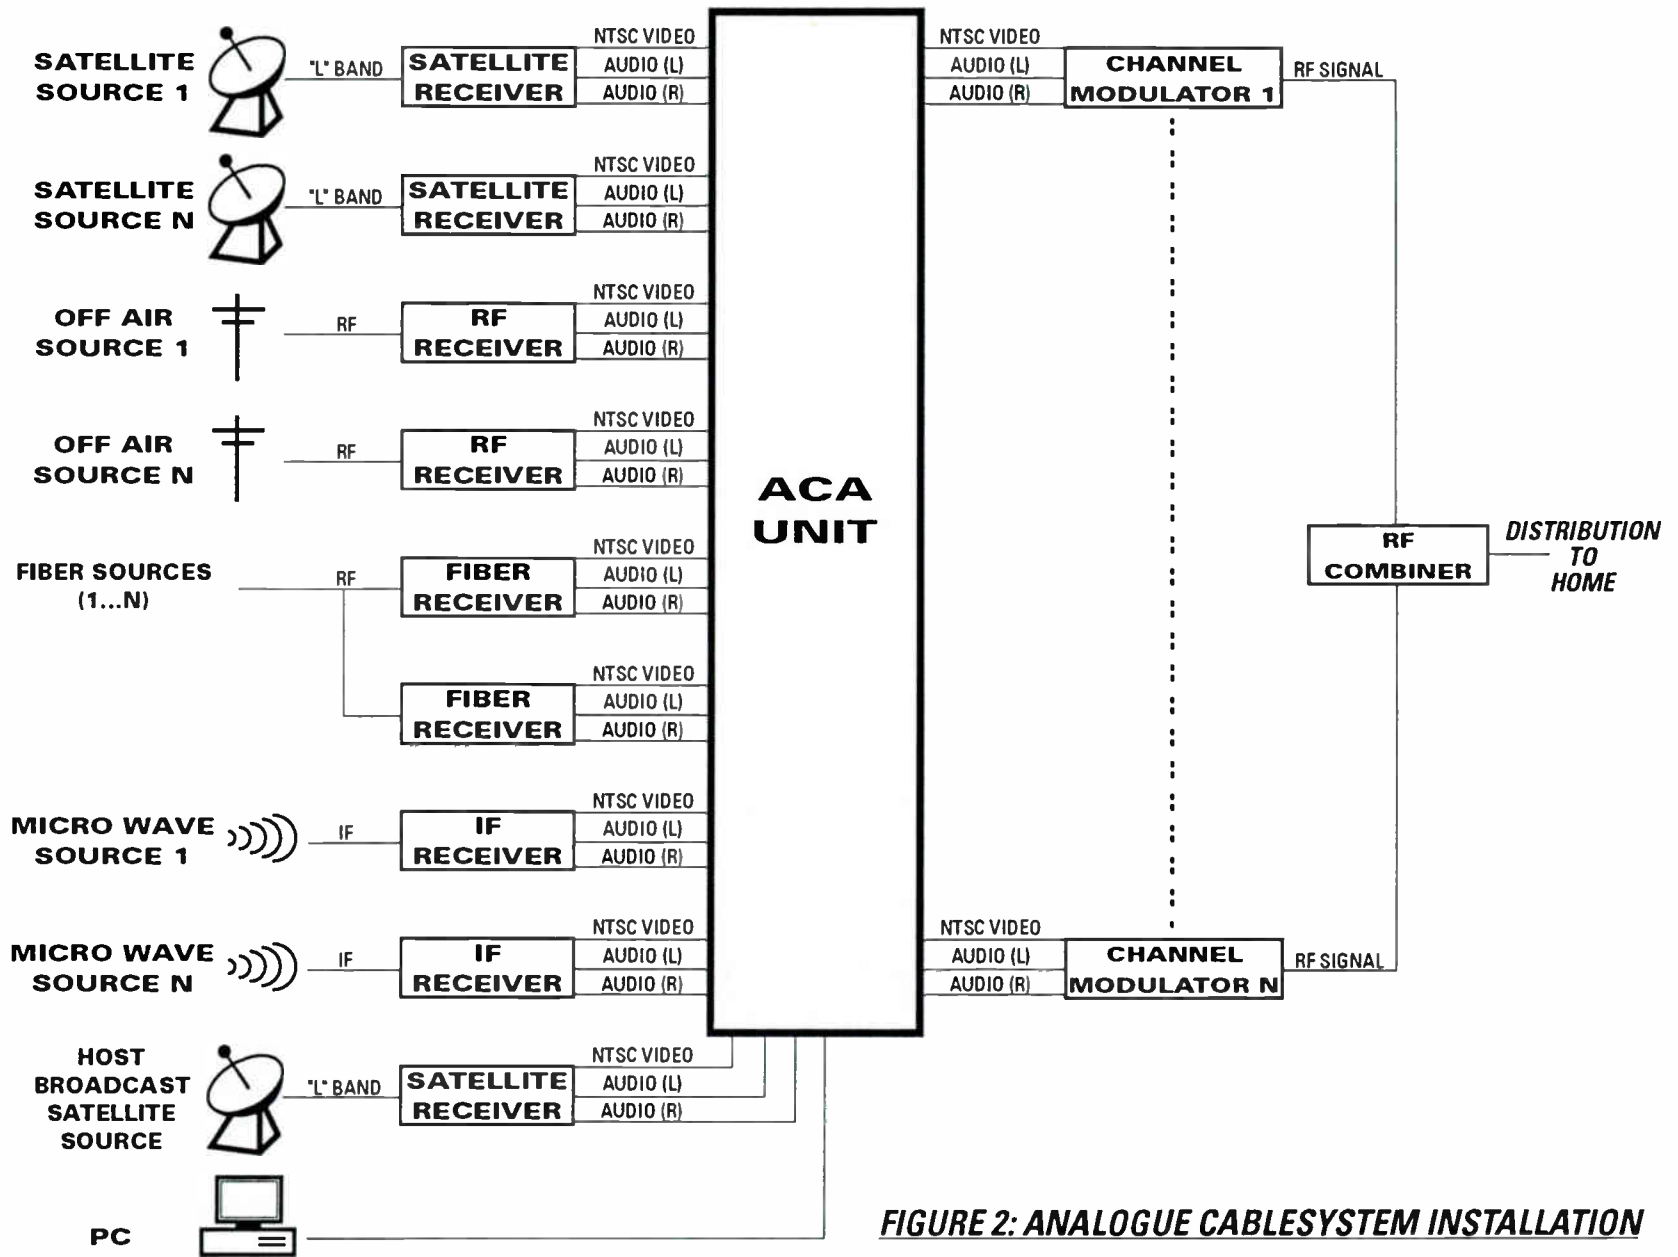 SATELLITE
SOURCE 1
"L" BAND
SATELLITE
RECEIVER
NTSC VIDEO
AUDIO (L)
AUDIO (R)
SATELLITE
SOURCE N
"L" BAND
SATELLITE
RECEIVER
NTSC VIDEO
AUDIO (L)
AUDIO (R)
OFF AIR
SOURCE 1
RF
RF
RECEIVER
NTSC VIDEO
AUDIO (L)
AUDIO (R)
OFF AIR
SOURCE N
RF
RF
RECEIVER
NTSC VIDEO
AUDIO (L)
AUDIO (R)
FIBER SOURCES
(1...N)
RF
FIBER
RECEIVER
NTSC VIDEO
AUDIO (L)
AUDIO (R)
FIBER
RECEIVER
NTSC VIDEO
AUDIO (L)
AUDIO (R)
MICRO WAVE
SOURCE 1
IF
IF
RECEIVER
NTSC VIDEO
AUDIO (L)
AUDIO (R)
MICRO WAVE
SOURCE N
IF
IF
RECEIVER
NTSC VIDEO
AUDIO (L)
AUDIO (R)
HOST
BROADCAST
SATELLITE
SOURCE
"L" BAND
SATELLITE
RECEIVER
NTSC VIDEO
AUDIO (L)
AUDIO (R)
PC
ACA
UNIT
NTSC VIDEO
AUDIO (L)
AUDIO (R)
CHANNEL
MODULATOR 1
RF SIGNAL
NTSC VIDEO
AUDIO (L)
AUDIO (R)
CHANNEL
MODULATOR N
RF SIGNAL
RF
COMBINER
DISTRIBUTION
TO
HOME
FIGURE 2: ANALOGUE CABLESYSTEM INSTALLATION